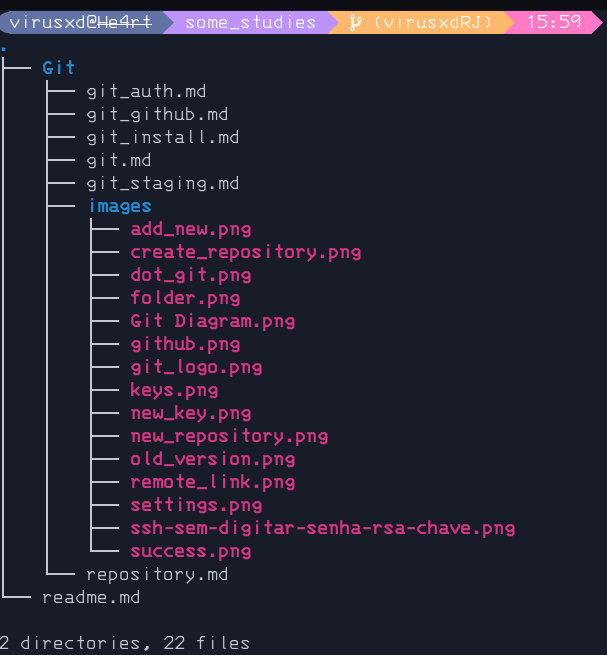 virusxd@He4rt some_studies (virusxdRJ) 15:59
.
├── Git
│   ├── git_auth.md
│   ├── git_github.md
│   ├── git_install.md
│   ├── git.md
│   ├── git_staging.md
│   ├── images
│   │   ├── add_new.png
│   │   ├── create_repository.png
│   │   ├── dot_git.png
│   │   ├── folder.png
│   │   ├── Git Diagram.png
│   │   ├── github.png
│   │   ├── git_logo.png
│   │   ├── keys.png
│   │   ├── new_key.png
│   │   ├── new_repository.png
│   │   ├── old_version.png
│   │   ├── remote_link.png
│   │   ├── settings.png
│   │   ├── ssh-sem-digitar-senha-rsa-chave.png
│   │   └── success.png
│   └── repository.md
└── readme.md
2 directories, 22 files